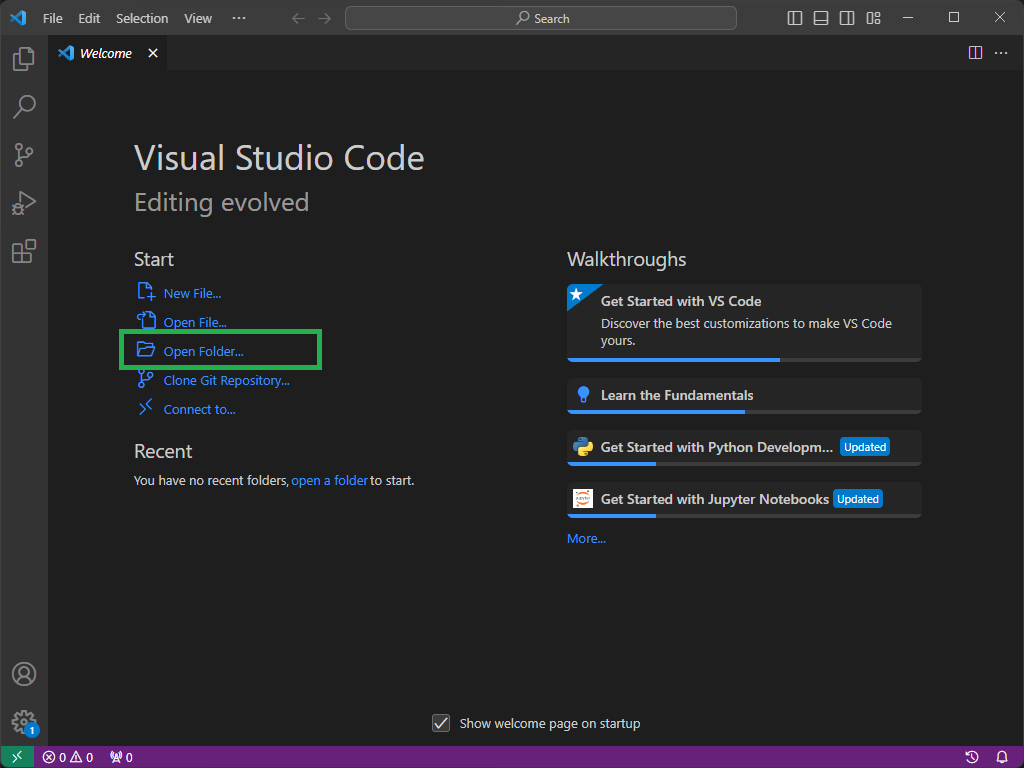 File Edit Selection View ··· Search
Welcome
Visual Studio Code
Editing evolved
Start
New File...
Open File...
Open Folder...
Clone Git Repository...
Connect to...
Recent
You have no recent folders, open a folder to start.
Walkthroughs
Get Started with VS Code
Discover the best customizations to make VS Code
yours.
Learn the Fundamentals
Get Started with Python Developm... Updated
Get Started with Jupyter Notebooks Updated
More...
Show welcome page on startup
1
0 0 0